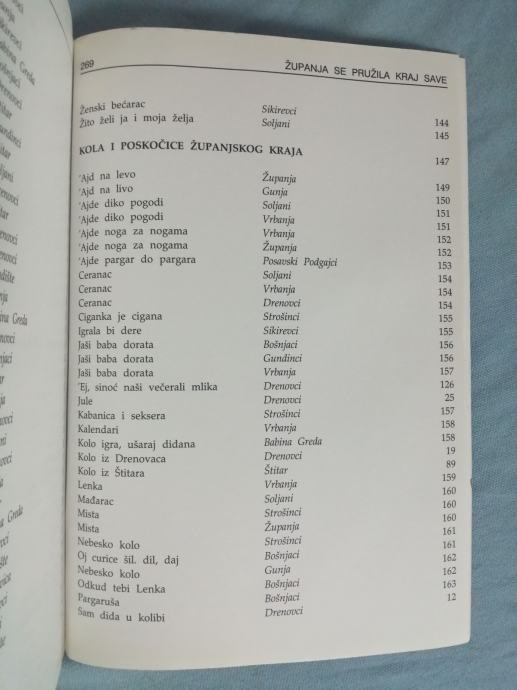 269 ŽUPANJA SE PRUŽILA KRAJ SAVE
Ženski bećarac Sikirevci 144
Žito želi ja i moja želja Soljani 145
KOLA I POSKOČICE ŽUPANJSKOG KRAJA 147
'Ajd na levo Županja 149
'Ajd na livo Gunja 150
'Ajde diko pogodi Soljani 151
'Ajde diko pogodi Vrbanja 151
'Ajde noga za nogama Vrbanja 152
'Ajde noga za nogama Županja 152
'Ajde pargar do pargara Posavski Podgajci 153
Ceranac Soljani 154
Ceranac Vrbanja 154
Ceranac Drenovci 154
Ciganka je cigana Strošinci 155
Igrala bi dere Sikirevci 155
Jaši baba dorata Bošnjaci 156
Jaši baba dorata Gundinci 156
Jaši baba dorata Vrbanja 157
'Ej, sinoć naši večerali mlika Drenovci 126
Jule Drenovci 25
Kabanica i seksera Strošinci 157
Kalendari Vrbanja 158
Kolo igra, ušaraj didana Babina Greda 158
Kolo iz Drenovaca Drenovci 19
Kolo iz Štitara Štitar 89
Lenka Vrbanja 159
Mađarac Soljani 160
Mista Strošinci 160
Mista Županja 160
Nebesko kolo Strošinci 161
Oj curice šil. dil, daj Bošnjaci 161
Nebesko kolo Gunja 162
Odkud tebi Lenka Bošnjaci 162
Pargaruša Bošnjaci 163
Sam dida u kolibi Drenovci 12